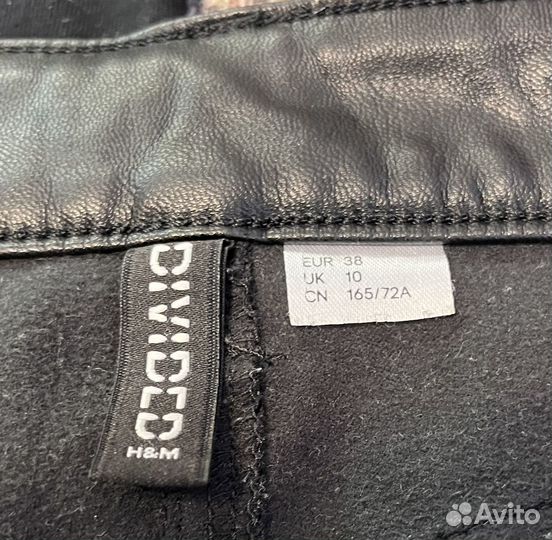 DIVIDED
H&M
EUR 38
UK 10
CN 165/72A
Avito